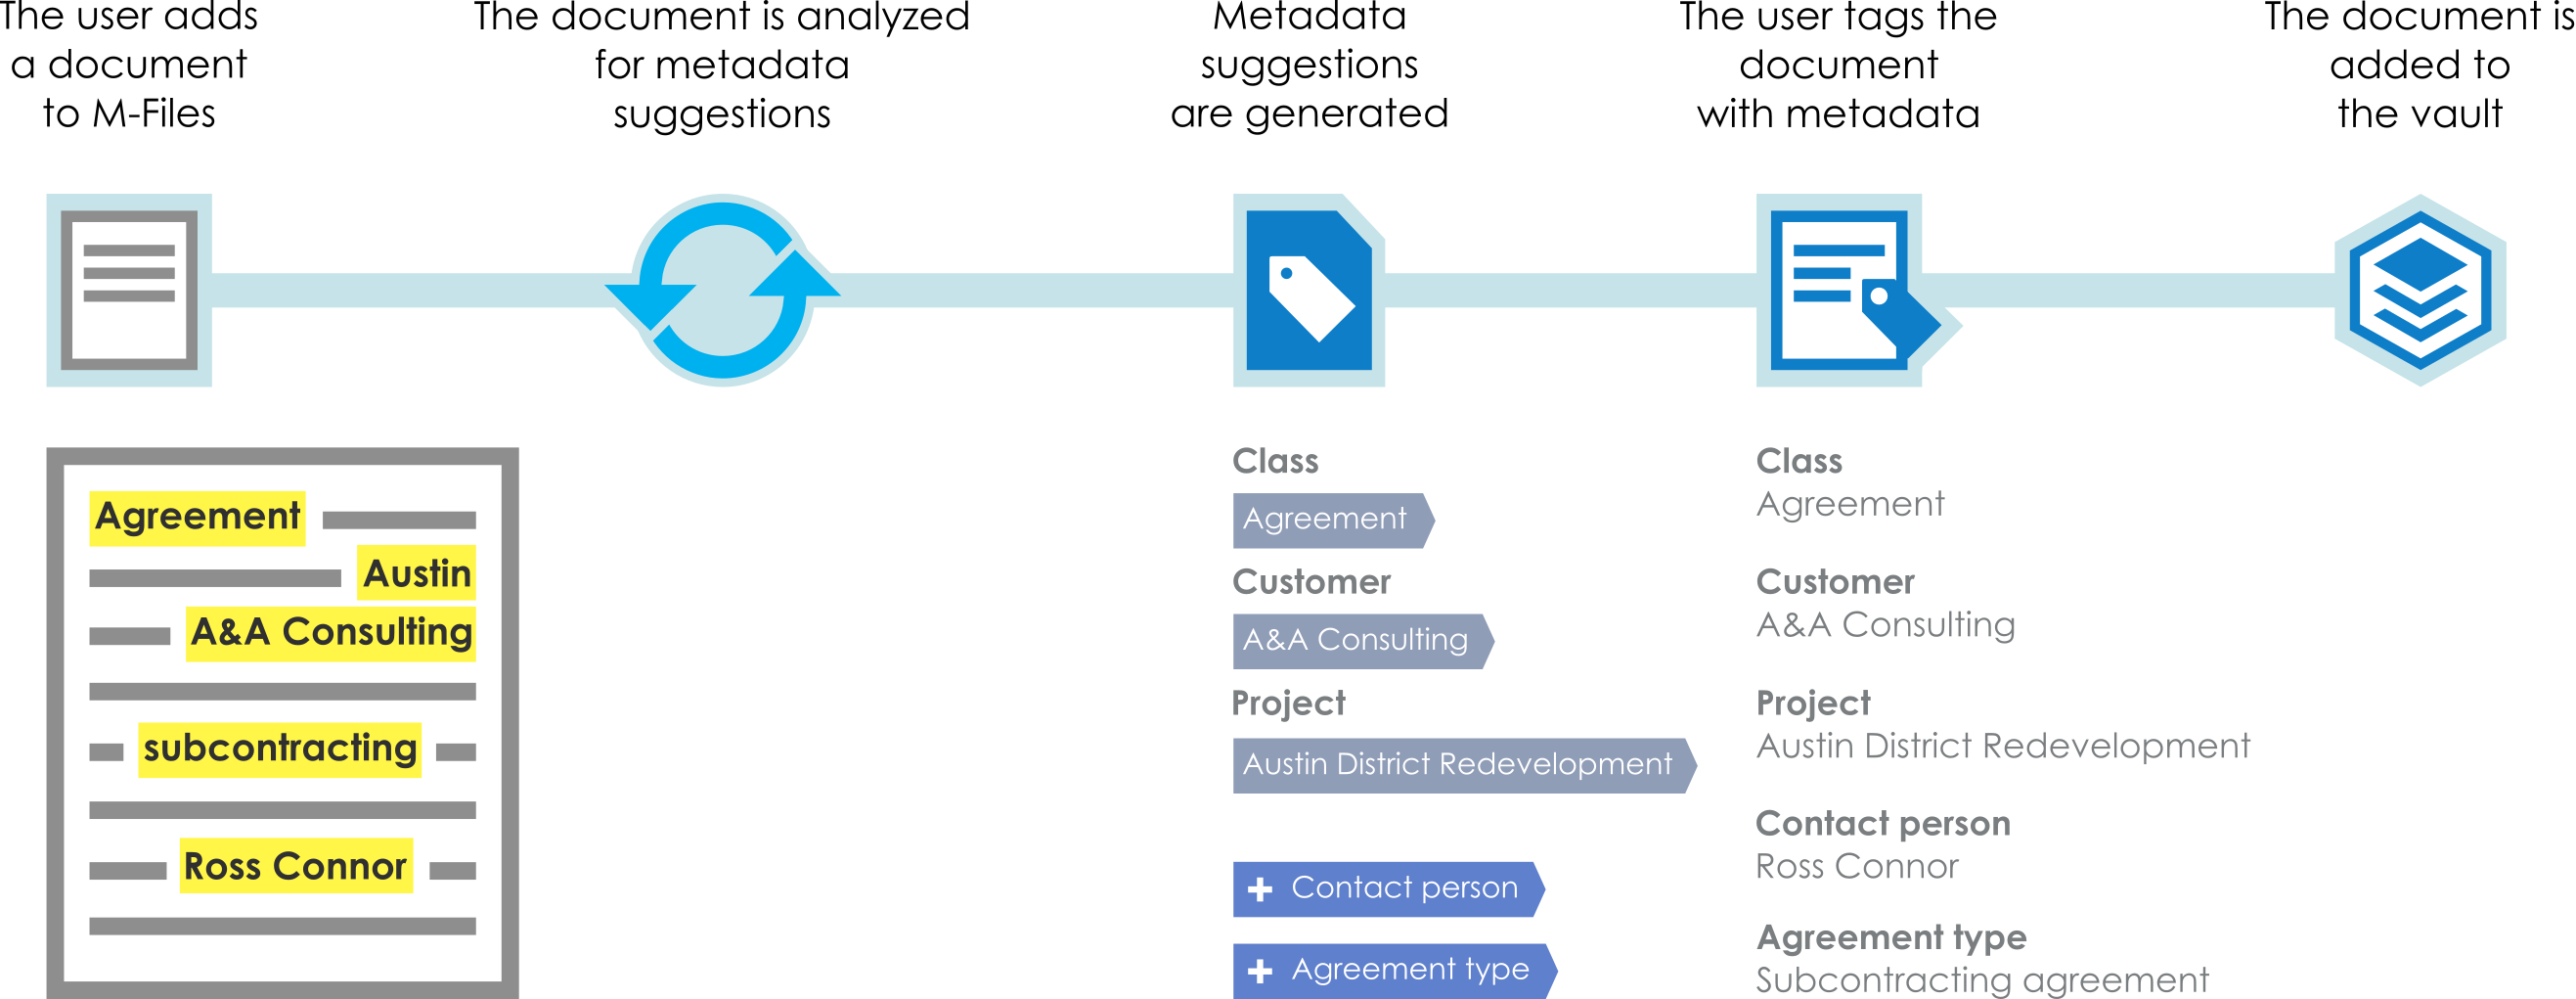 The user adds
a document
to M-Files
The document is analyzed
for metadata
suggestions
Metadata
suggestions
are generated
The user tags the
document
with metadata
The document is
added to
the vault
Agreement
Austin
A&A Consulting
subcontracting
Ross Connor
Class
Agreement
Customer
A&A Consulting
Project
Austin District Redevelopment
+ Contact person
+ Agreement type
Class
Agreement
Customer
A&A Consulting
Project
Austin District Redevelopment
Contact person
Ross Connor
Agreement type
Subcontracting agreement